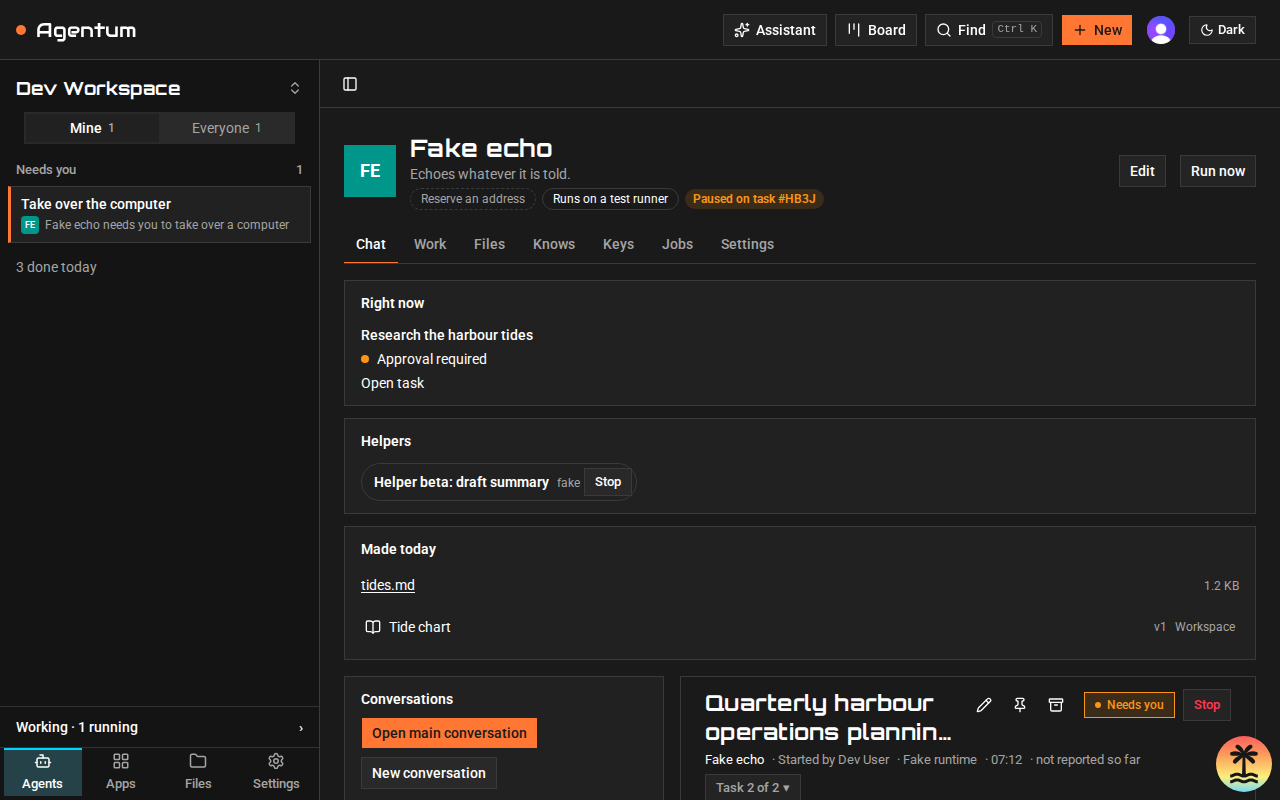 Agentum
Assistant
Board
Find Ctrl K
New
Dark
Dev Workspace
Mine 1
Everyone 1
Needs you 1
Take over the computer
FE Fake echo needs you to take over a computer
3 done today
Working · 1 running ›
Agents
Apps
Files
Settings
FE
Fake echo
Echoes whatever it is told.
Reserve an address
Runs on a test runner
Paused on task #HB3J
Edit
Run now
Chat
Work
Files
Knows
Keys
Jobs
Settings
Right now
Research the harbour tides
Approval required
Open task
Helpers
Helper beta: draft summary fake Stop
Made today
tides.md 1.2 KB
Tide chart v1 Workspace
Conversations
Open main conversation
New conversation
Quarterly harbour
operations plannin...
Needs you
Stop
Fake echo · Started by Dev User · Fake runtime · 07:12 · not reported so far
Task 2 of 2 ▾